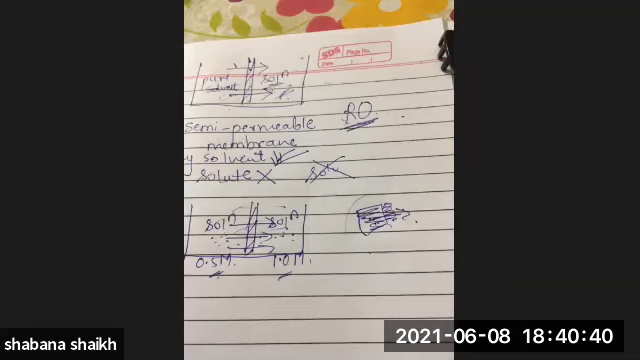 SDS Page No.
Date / /
pure soln
solvent
RO
semi-permeable
membrane
y solvent
solute X
soln soln
0.5M. 1.0M.
shabana shaikh
2021-06-08 18:40:40